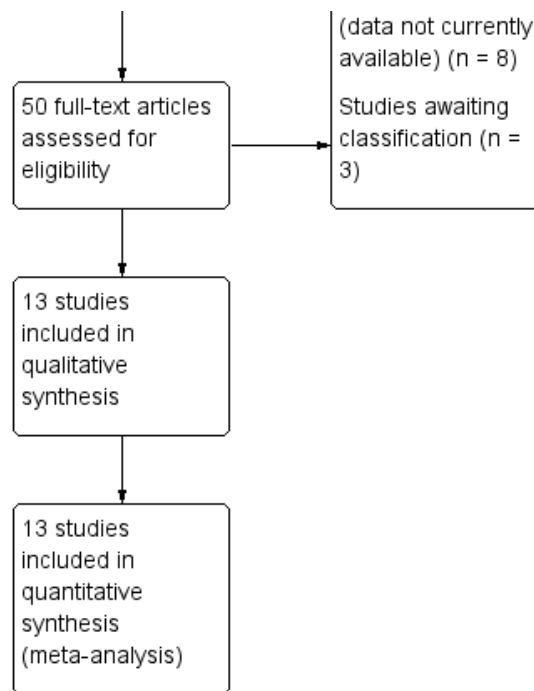 (data not currently
available) (n = 8)
Studies awaiting
classification (n =
3)
50 full-text articles
assessed for
eligibility
13 studies
included in
qualitative
synthesis
13 studies
included in
quantitative
synthesis
(meta-analysis)